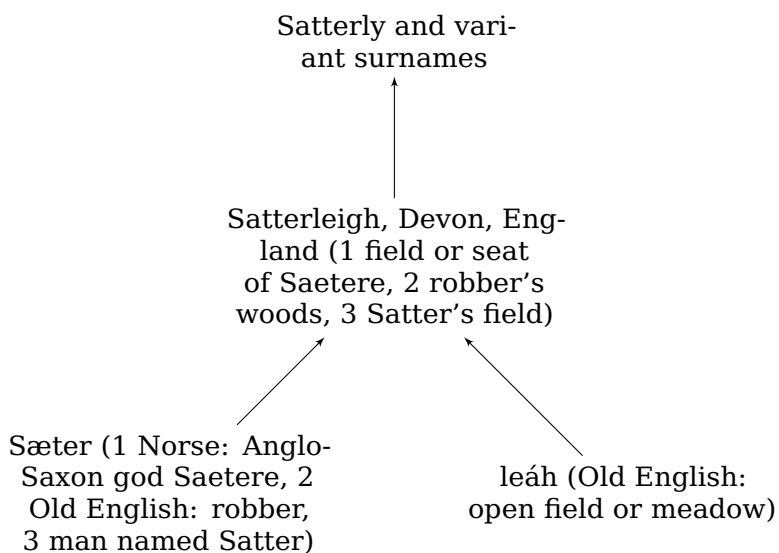 Satterly and vari-
ant surnames
Satterleigh, Devon, Eng-
land (1 field or seat
of Saetere, 2 robber's
woods, 3 Satter's field)
Sæter (1 Norse: Anglo-
Saxon god Saetere, 2
Old English: robber,
3 man named Satter)
leáh (Old English:
open field or meadow)